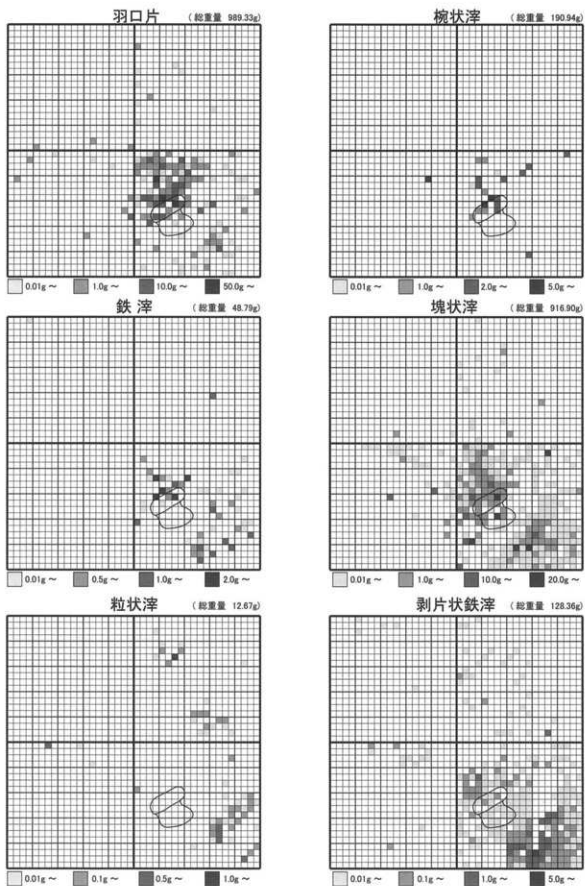 羽口片 (総重量 989.33g)
0.01g ~ 1.0g ~ 10.0g ~ 50.0g ~
椀状滓 (総重量 190.94g)
0.01g ~ 1.0g ~ 2.0g ~ 5.0g ~
鉄 滓 (総重量 48.79g)
0.01g ~ 0.5g ~ 1.0g ~ 2.0g ~
塊状滓 (総重量 916.90g)
0.01g ~ 1.0g ~ 10.0g ~ 20.0g ~
粒状滓 (総重量 12.67g)
0.01g ~ 0.1g ~ 0.5g ~ 1.0g ~
剥片状鉄滓 (総重量 128.36g)
0.01g ~ 0.1g ~ 1.0g ~ 5.0g ~